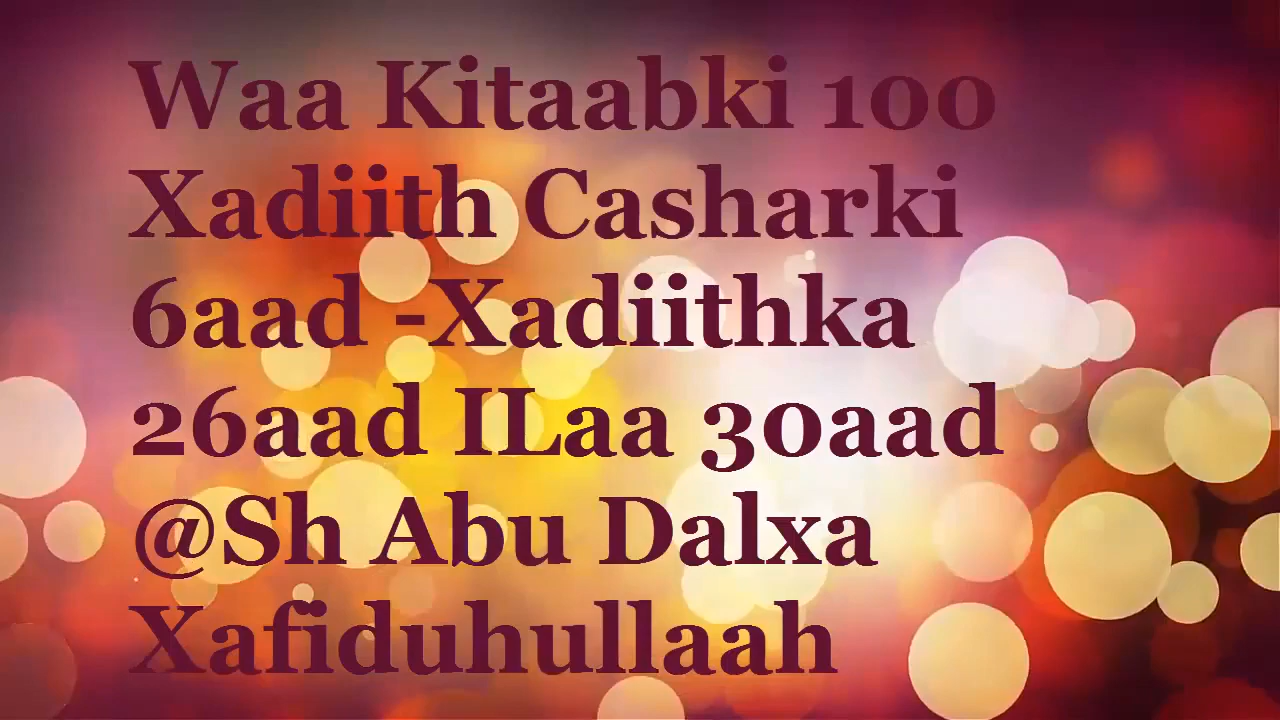 Waa Kitaabki 100
Xadiith Casharki
6aad -Xadiithka
26aad ILaa 30aad
@Sh Abu Dalxa
Xafiduhullaah